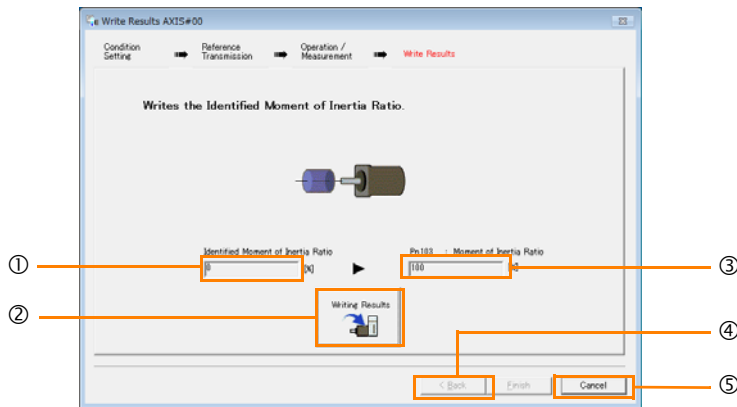 Write Results AXIS#00
Condition Setting
Reference Transmission
Operation / Measurement
Write Results
Writes the Identified Moment of Inertia Ratio.
Identified Moment of Inertia Ratio
Pn103 : Moment of Inertia Ratio
① 0 [%]
100 [%] ③
② Writing Results
④
< Back Finish Cancel ⑤